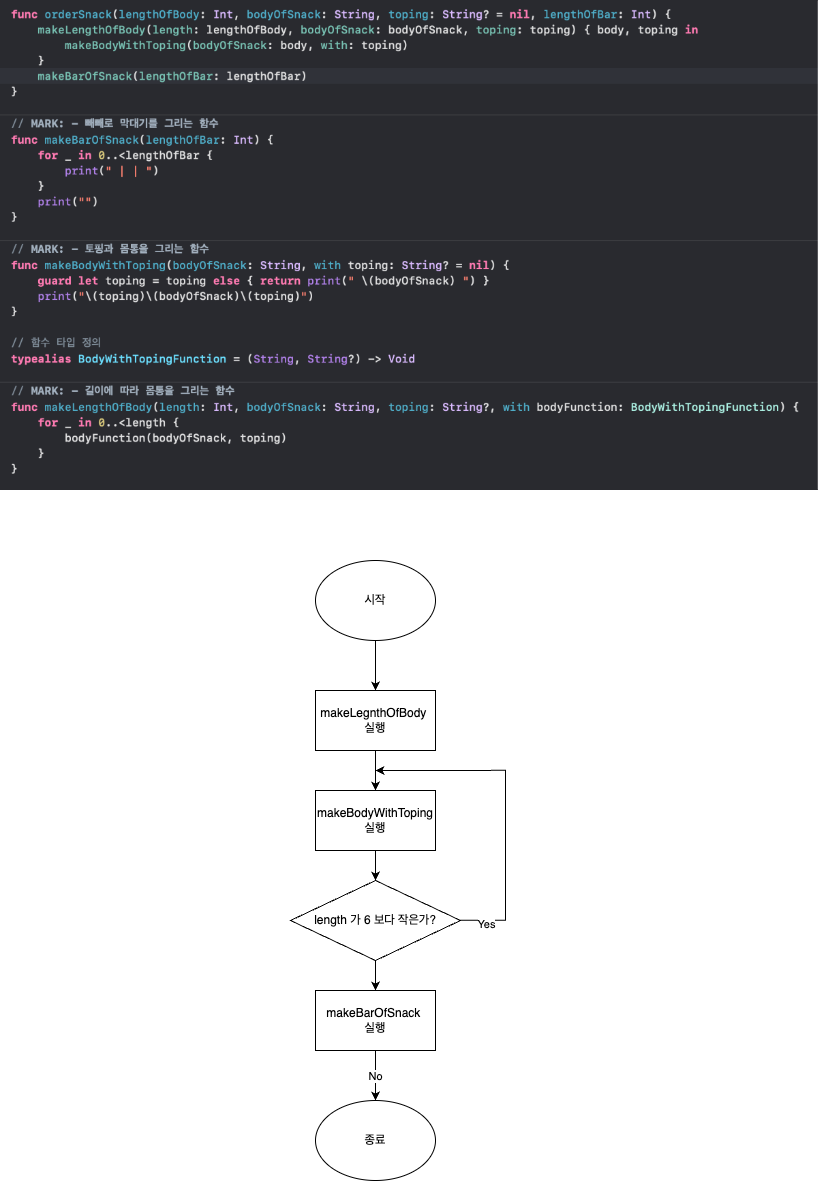 func orderSnack(lengthOfBody: Int, bodyOfSnack: String, toping: String? = nil, lengthOfBar: Int) {
    makeLengthOfBody(length: lengthOfBody, bodyOfSnack: bodyOfSnack, toping: toping) { body, toping in
        makeBodyWithToping(bodyOfSnack: body, with: toping)
    }
    makeBarOfSnack(lengthOfBar: lengthOfBar)
}
// MARK: - 빼빼로 막대기를 그리는 함수
func makeBarOfSnack(lengthOfBar: Int) {
    for _ in 0..<lengthOfBar {
        print(" | | ")
    }
    print("")
}
// MARK: - 토핑과 몸통을 그리는 함수
func makeBodyWithToping(bodyOfSnack: String, with toping: String? = nil) {
    guard let toping = toping else { return print(" \(bodyOfSnack) ") }
    print("\(toping)\(bodyOfSnack)\(toping)")
}
// 함수 타입 정의
typealias BodyWithTopingFunction = (String, String?) -> Void
// MARK: - 길이에 따라 몸통을 그리는 함수
func makeLengthOfBody(length: Int, bodyOfSnack: String, toping: String?, with bodyFunction: BodyWithTopingFunction) {
    for _ in 0..<length {
        bodyFunction(bodyOfSnack, toping)
    }
}
시작
makeLegnthOfBody
실행
makeBodyWithToping
실행
length 가 6 보다 작은가?
Yes
makeBarOfSnack
실행
No
종료